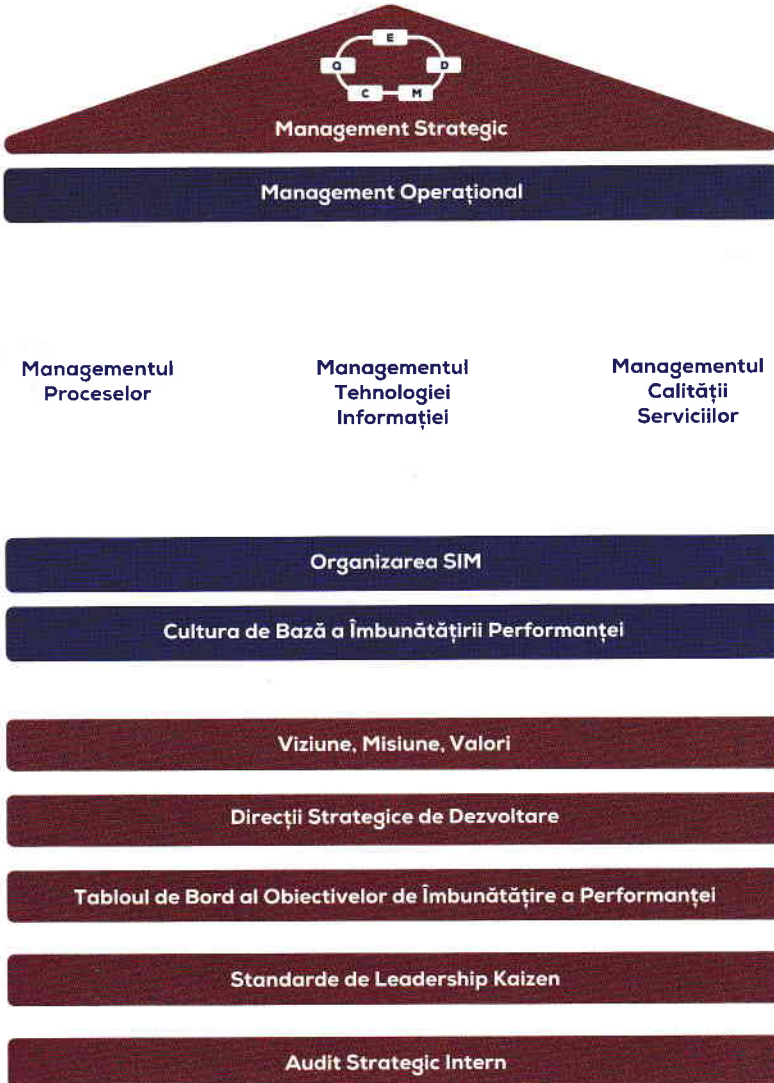 E
Q D
C M
Management Strategic
Management Operațional
Managementul
Proceselor
Managementul
Tehnologiei
Informației
Managementul
Calității
Serviciilor
Organizarea SIM
Cultura de Bază a Îmbunătățirii Performanței
Viziune, Misiune, Valori
Direcții Strategice de Dezvoltare
Tabloul de Bord al Obiectivelor de Îmbunătățire a Performanței
Standarde de Leadership Kaizen
Audit Strategic Intern